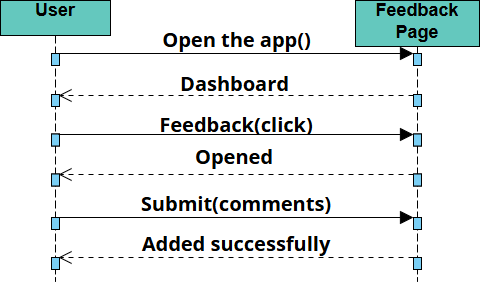 User
Feedback
Page
Open the app()
Dashboard
Feedback(click)
Opened
Submit(comments)
Added successfully